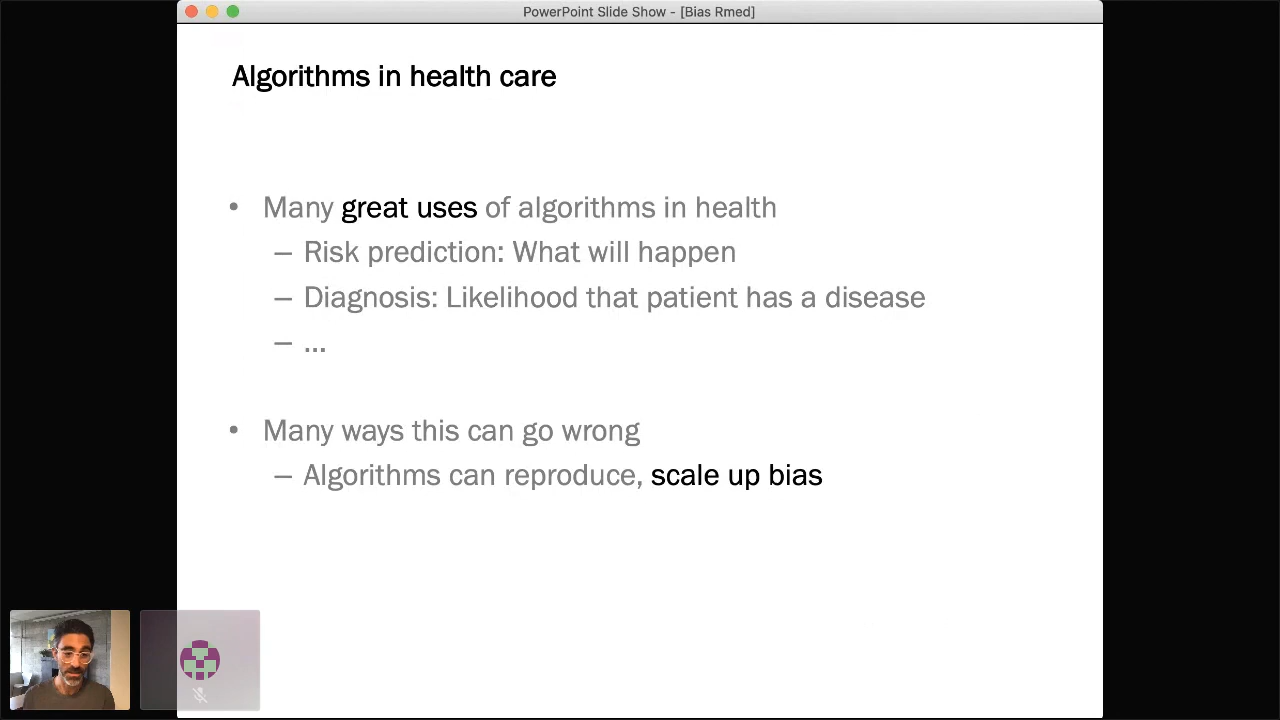 PowerPoint Slide Show - [Bias Rmed]
Algorithms in health care
• Many great uses of algorithms in health
– Risk prediction: What will happen
– Diagnosis: Likelihood that patient has a disease
– ...
• Many ways this can go wrong
– Algorithms can reproduce, scale up bias